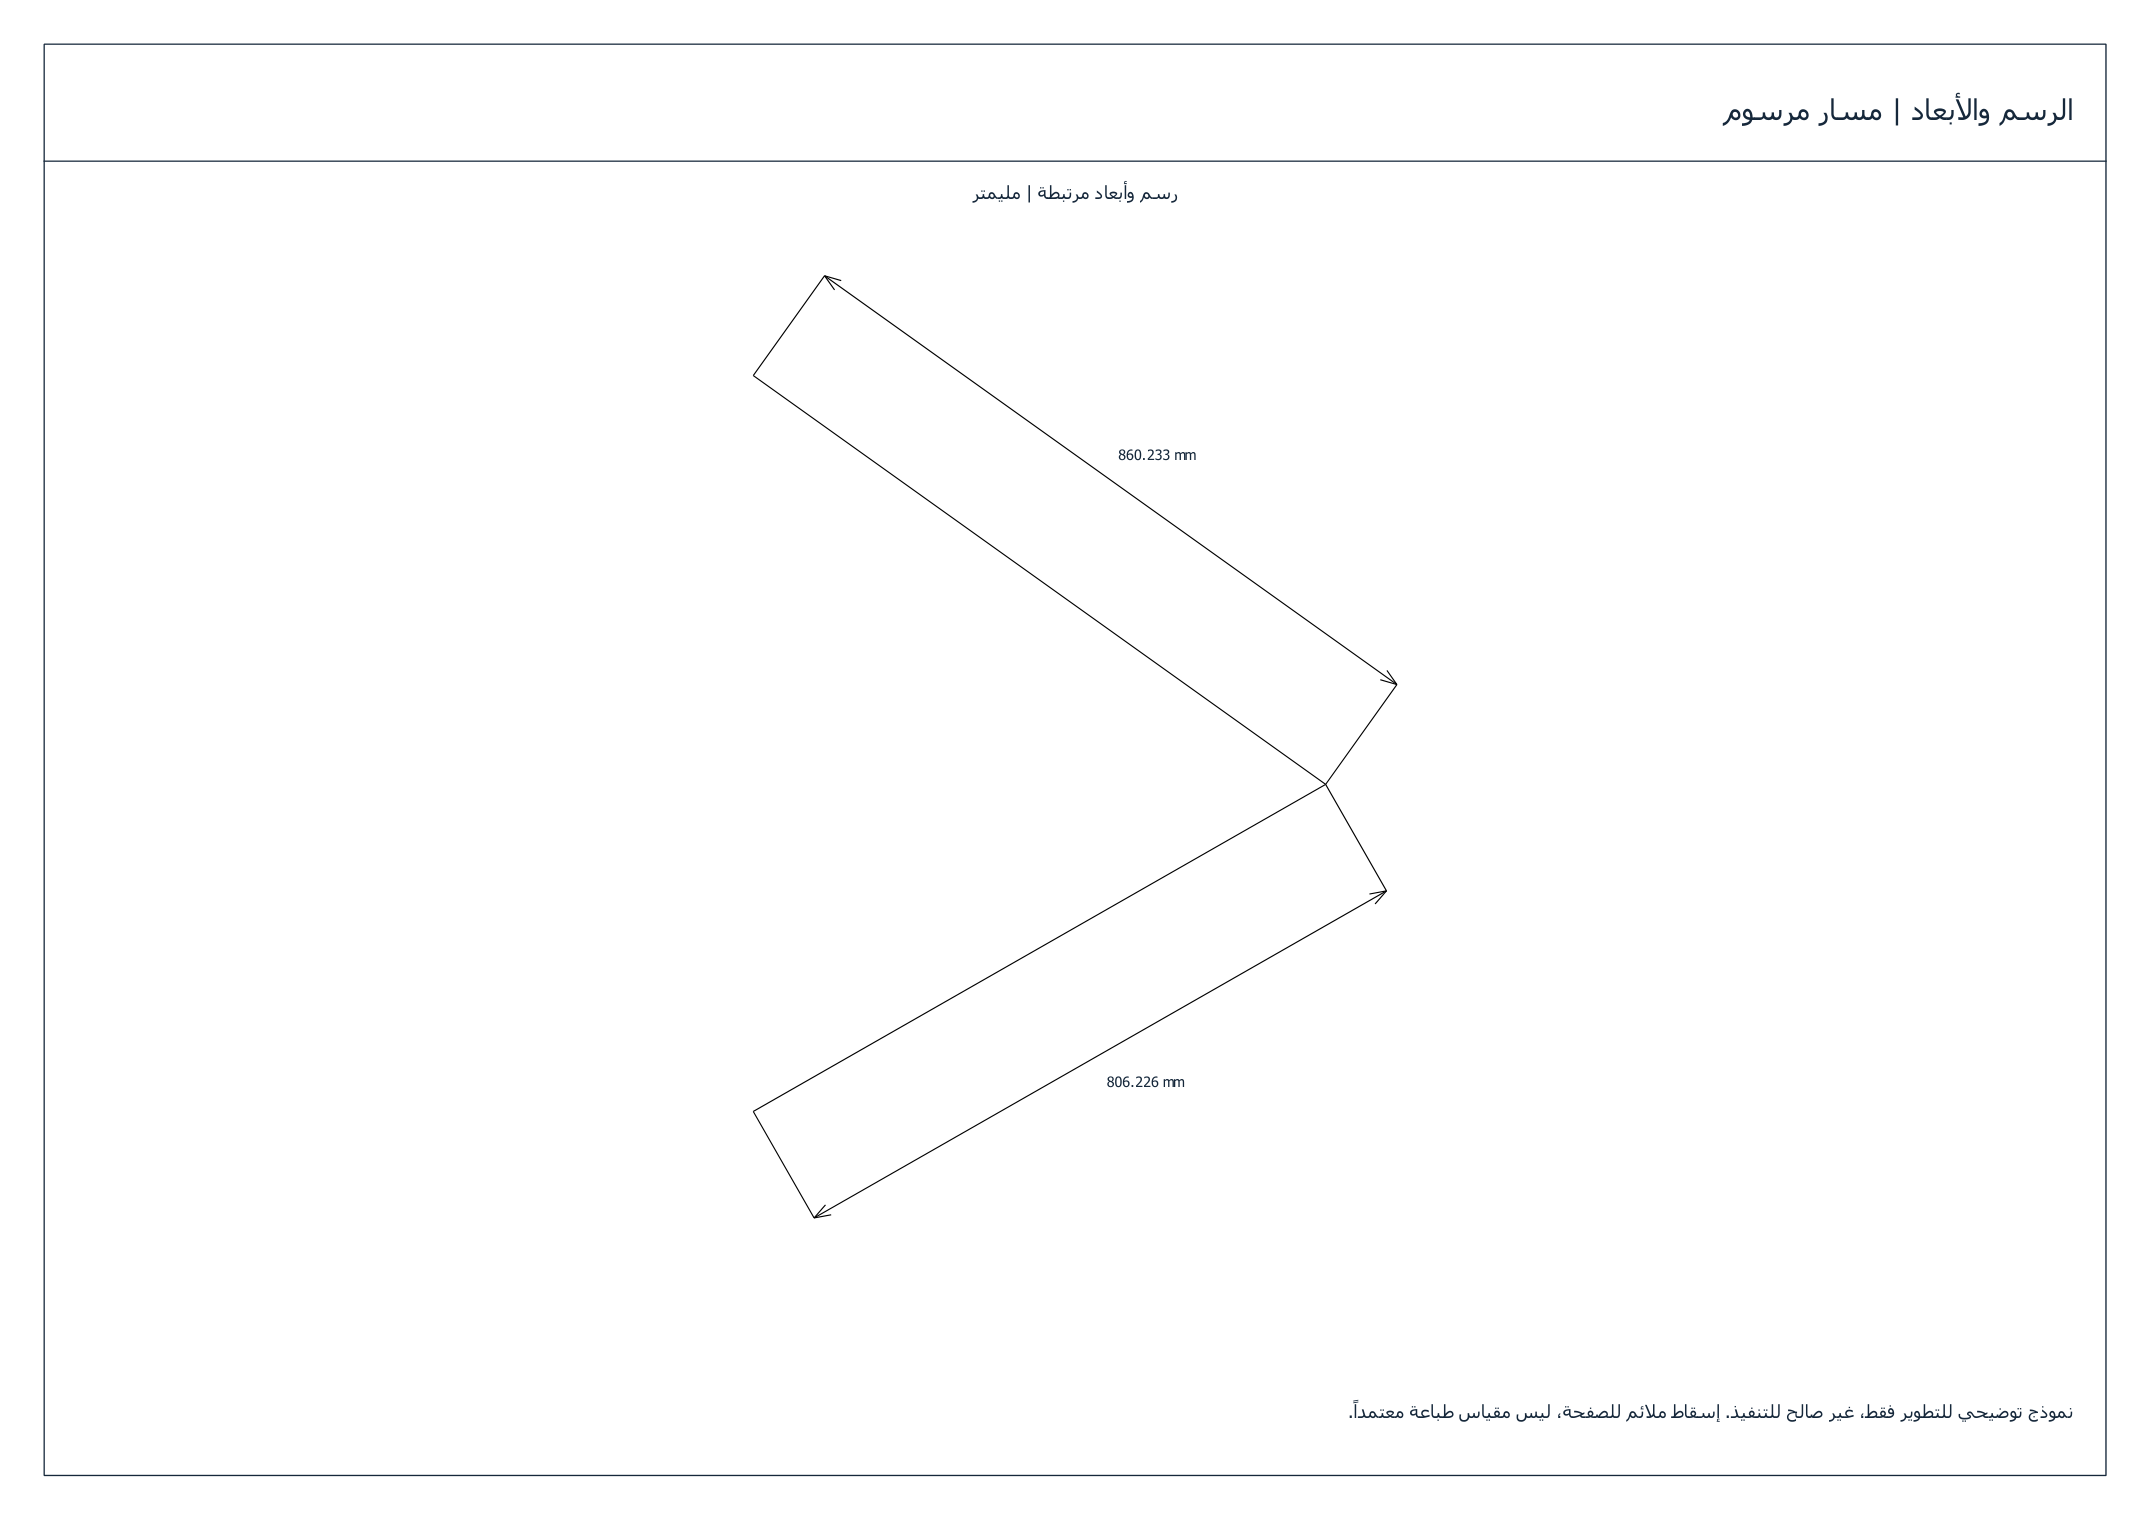 الرسم والأبعاد | مسار مرسوم
رسم وأبعاد مرتبطة | مليمتر
860.233 mm
806.226 mm
نموذج توضيحي للتطوير فقط، غير صالح للتنفيذ. إسقاط ملائم للصفحة، ليس مقياس طباعة معتمداً.